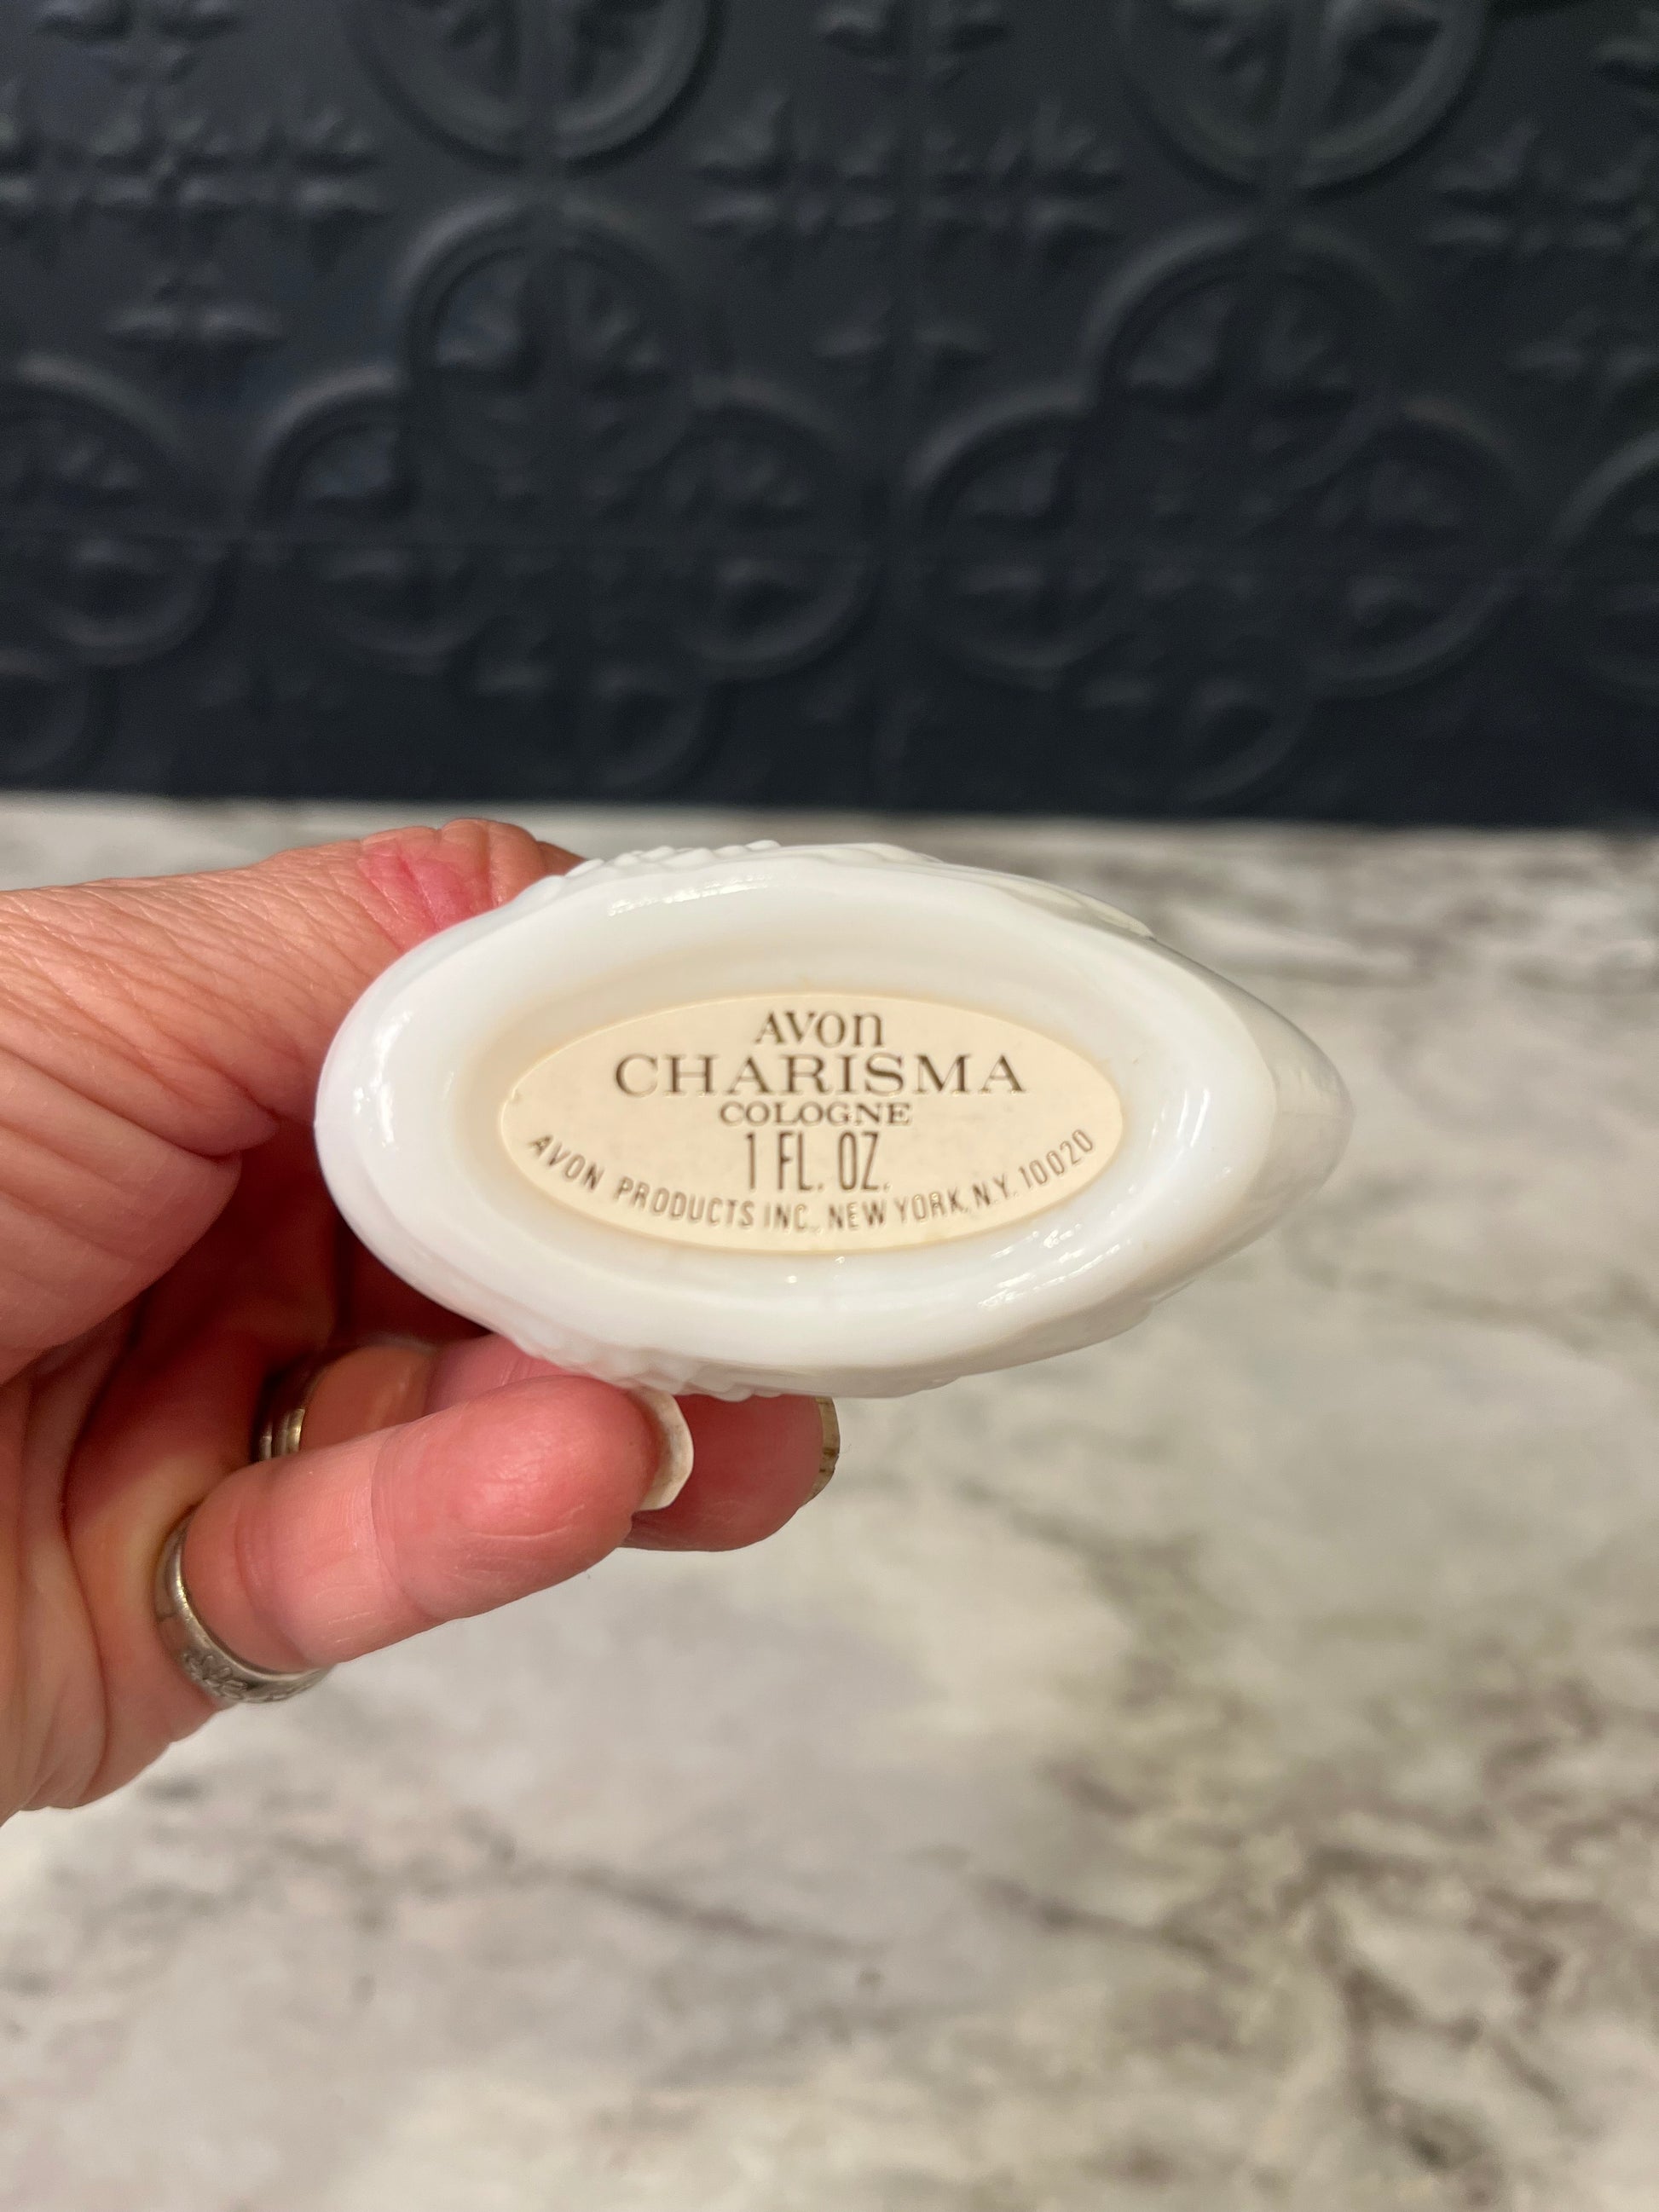 AVON
CHARISMA
COLOGNE
1 FL. OZ.
AVON PRODUCTS INC., NEW YORK, N.Y. 10020